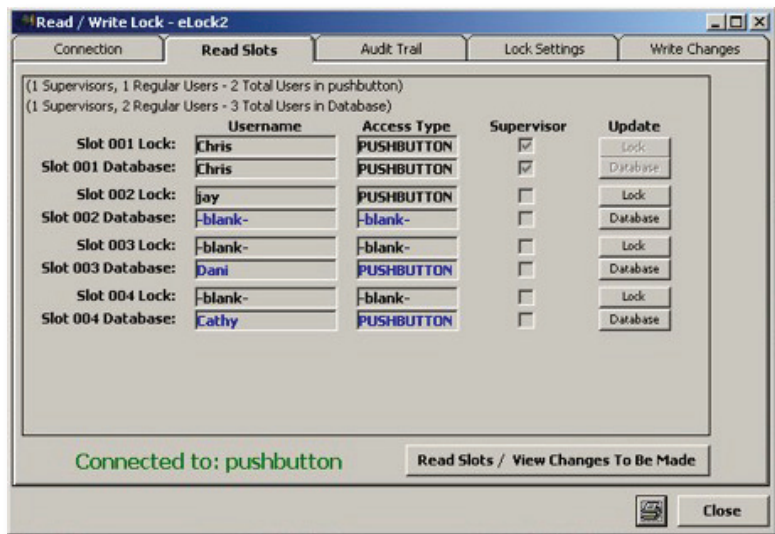 Read / Write Lock - eLock2
Connection Read Slots Audit Trail Lock Settings Write Changes
(1 Supervisors, 1 Regular Users - 2 Total Users in pushbutton)
(1 Supervisors, 2 Regular Users - 3 Total Users in Database)
Username Access Type Supervisor Update
Slot 001 Lock: Chris PUSHBUTTON Lock
Slot 001 Database: Chris PUSHBUTTON Database
Slot 002 Lock: jay PUSHBUTTON Lock
Slot 002 Database: -blank- -blank- Database
Slot 003 Lock: -blank- -blank- Lock
Slot 003 Database: Dani PUSHBUTTON Database
Slot 004 Lock: -blank- -blank- Lock
Slot 004 Database: Cathy PUSHBUTTON Database
Connected to: pushbutton Read Slots / View Changes To Be Made
Close